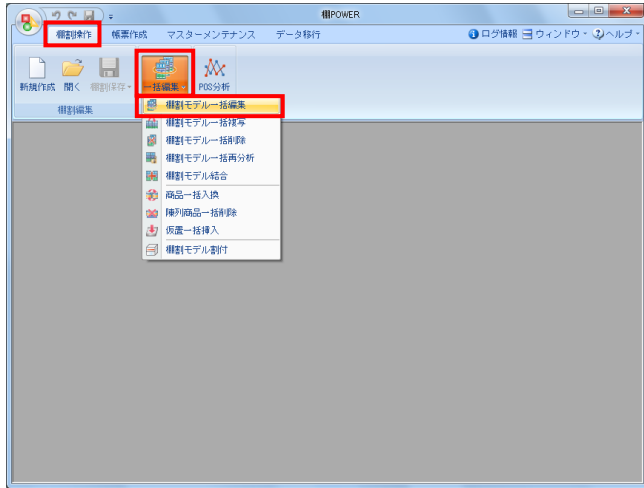 棚POWER
棚割操作 帳票作成 マスターメンテナンス データ移行 ログ情報 ウィンドウ ヘルプ
新規作成 開く 棚割保存 一括編集 POS分析
棚割編集
棚割モデル一括編集
棚割モデル一括複写
棚割モデル一括削除
棚割モデル一括再分析
棚割モデル結合
商品一括入換
陳列商品一括削除
仮置一括挿入
棚割モデル割付